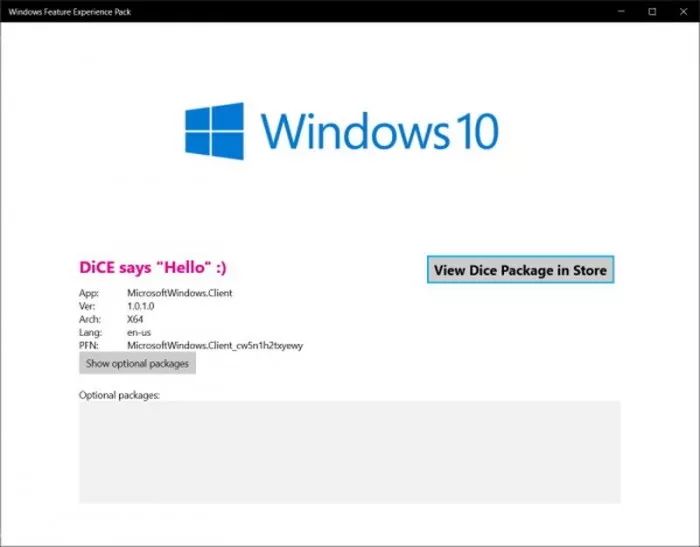 Windows Feature Experience Pack
Windows 10
DiCE says "Hello" :)
View Dice Package in Store
App: MicrosoftWindows.Client
Ver: 1.0.1.0
Arch: X64
Lang: en-us
PFN: MicrosoftWindows.Client_cw5n1h2txyewy
Show optional packages
Optional packages: